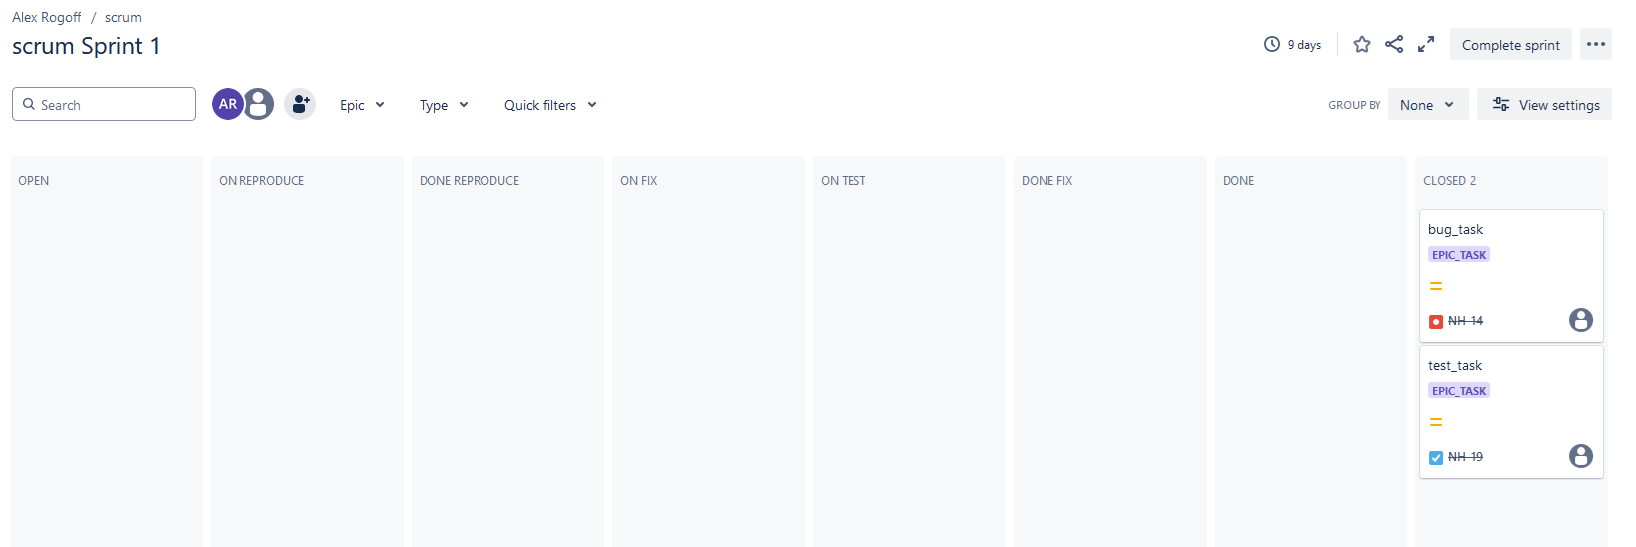 Alex Rogoff / scrum
scrum Sprint 1
9 days
Complete sprint
Search
AR
Epic
Type
Quick filters
GROUP BY
None
View settings
OPEN
ON REPRODUCE
DONE REPRODUCE
ON FIX
ON TEST
DONE FIX
DONE
CLOSED 2
bug_task
EPIC_TASK
NH-14
test_task
EPIC_TASK
NH-19